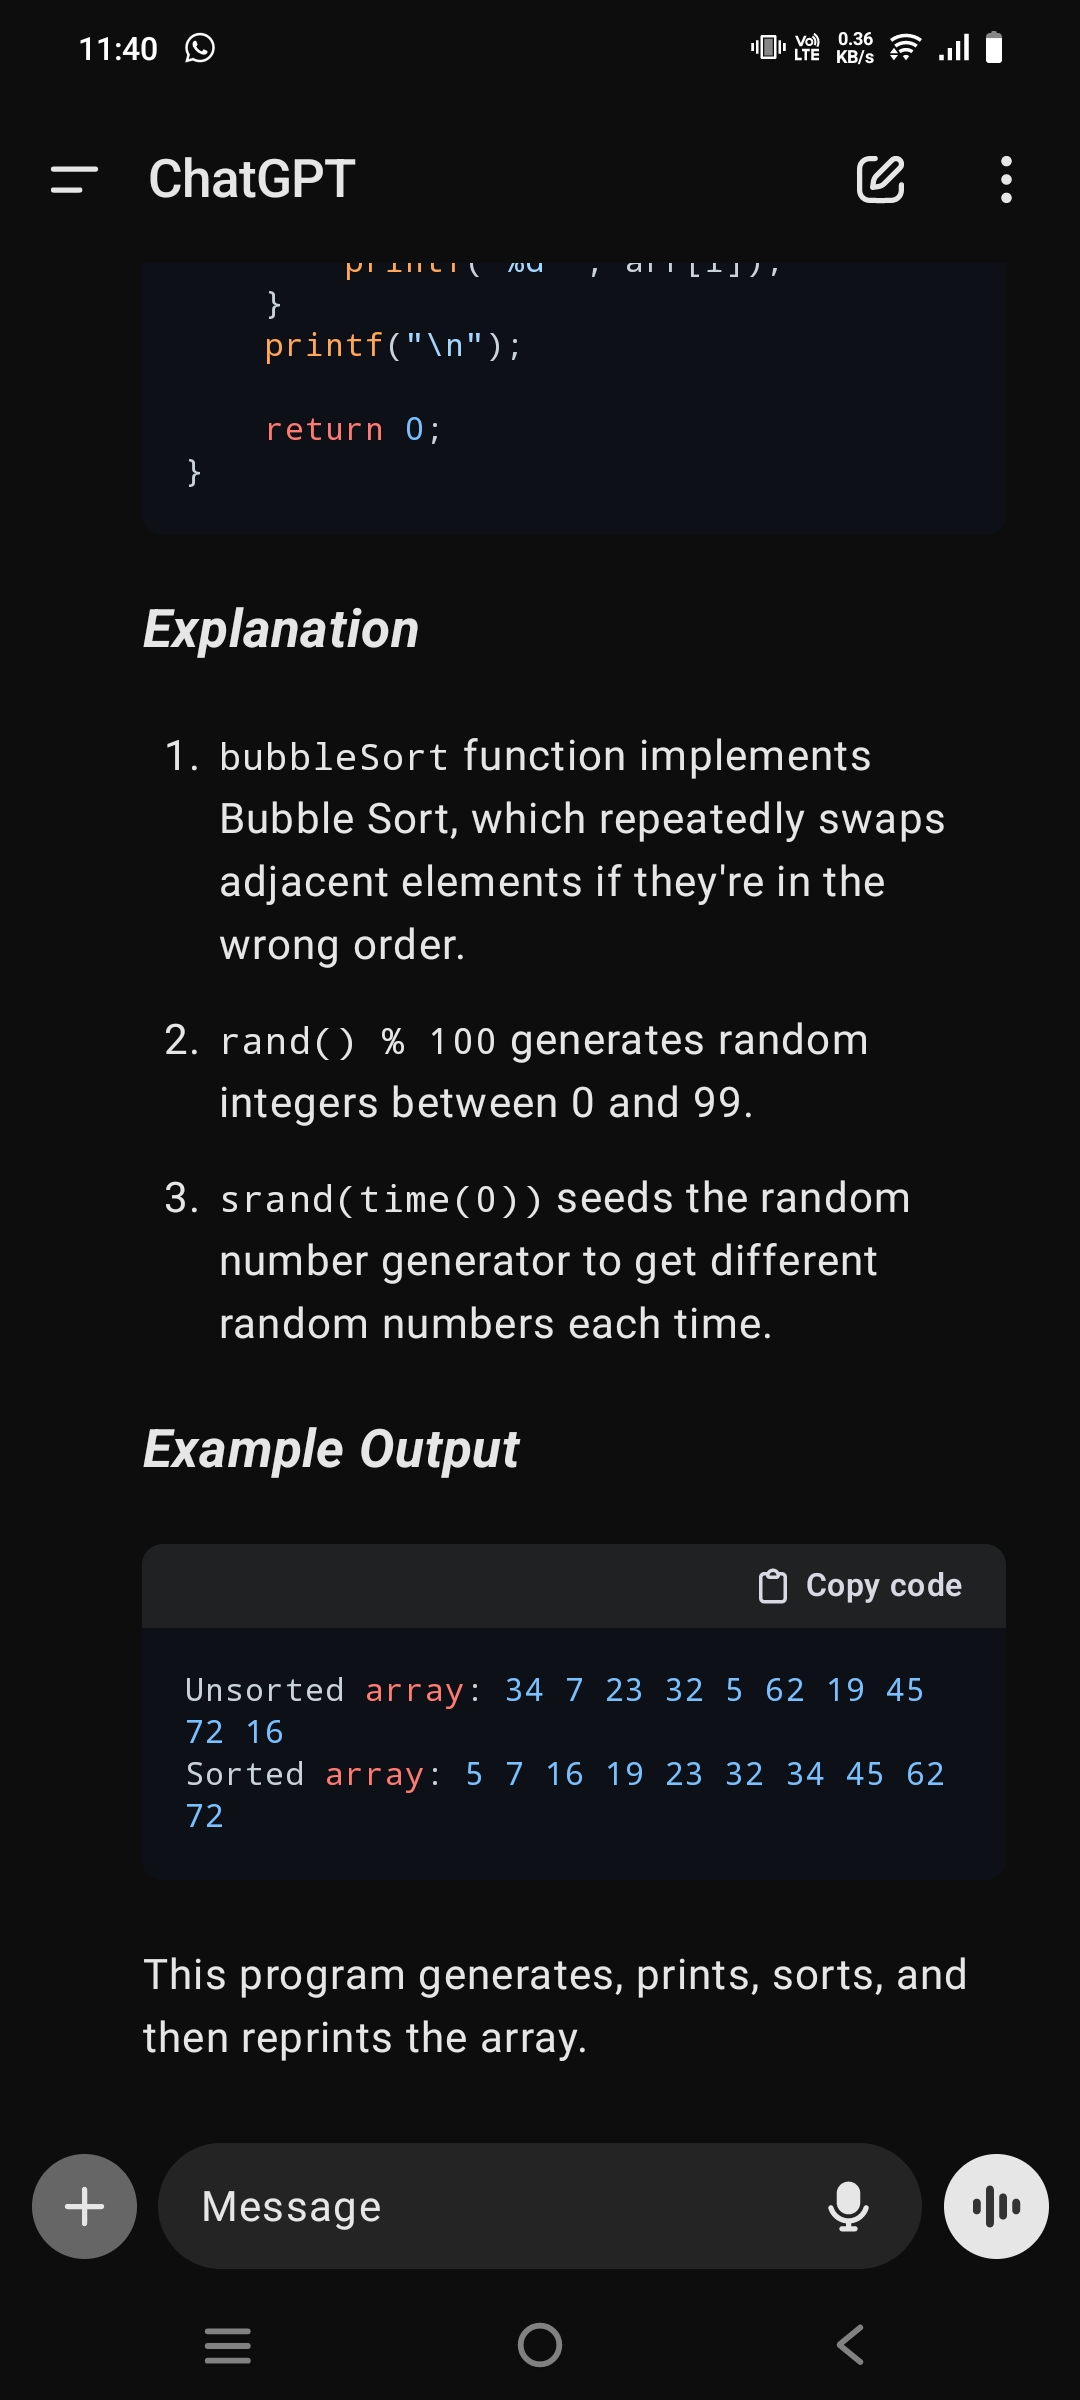 11:40 Vo)) LTE 0.36 KB/s
ChatGPT
printf("%d ", arr[i]);
}
printf("\n");
return 0;
}
Explanation
1. bubbleSort function implements
Bubble Sort, which repeatedly swaps
adjacent elements if they're in the
wrong order.
2. rand() % 100 generates random
integers between 0 and 99.
3. srand(time(0)) seeds the random
number generator to get different
random numbers each time.
Example Output
Copy code
Unsorted array: 34 7 23 32 5 62 19 45
72 16
Sorted array: 5 7 16 19 23 32 34 45 62
72
This program generates, prints, sorts, and
then reprints the array.
Message